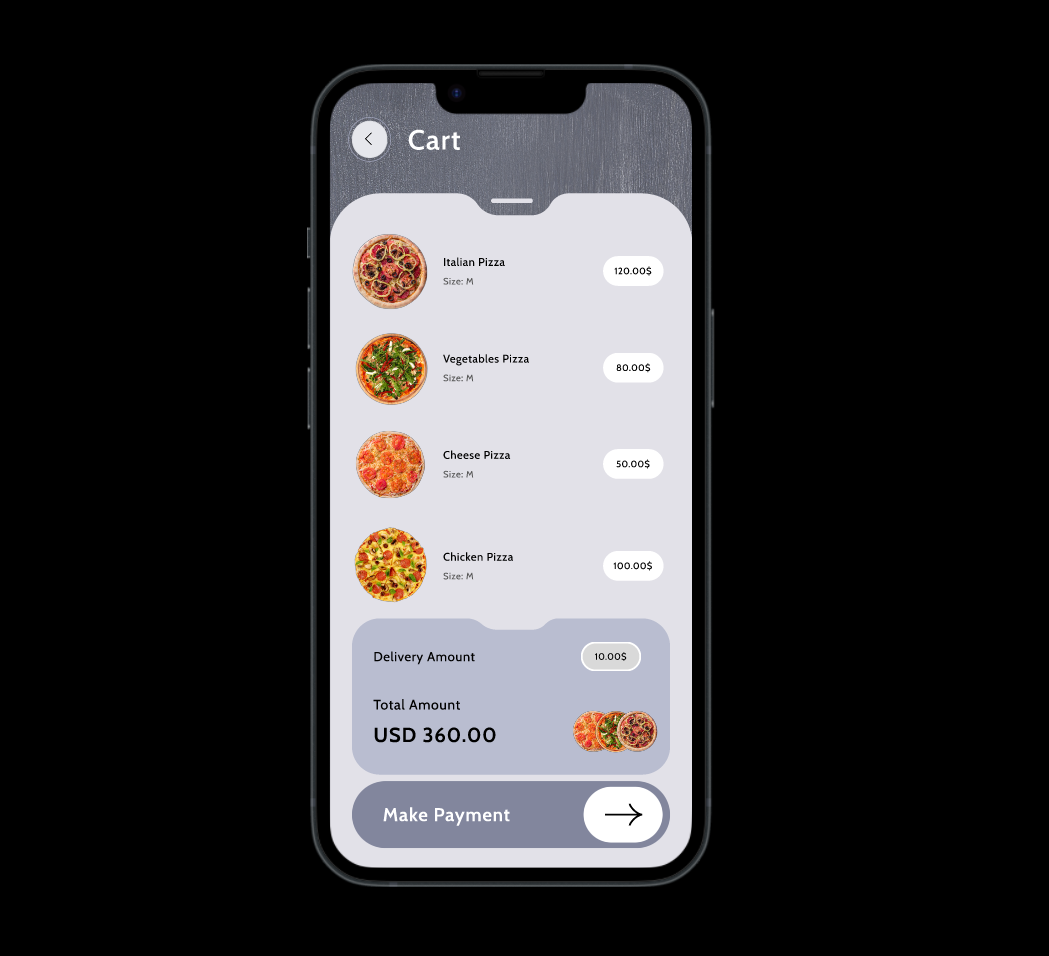 Cart
Italian Pizza
Size: M
120.00$
Vegetables Pizza
Size: M
80.00$
Cheese Pizza
Size: M
50.00$
Chicken Pizza
Size: M
100.00$
Delivery Amount
10.00$
Total Amount
USD 360.00
Make Payment